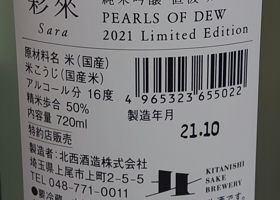 彩來
Sara
純米吟醸
PEARLS OF DEW
2021 Limited Edition
原材料名 米(国産)
米こうじ(国産米)
アルコール分 16度
精米歩合 50%
内容量 720ml
特約店販売
4965323655022
製造年月
21.10
製造者:北西酒造株式会社
埼玉県上尾市上町2-5-5
TEL 048-771-0011
KITANISHI
SAKE
BREWERY